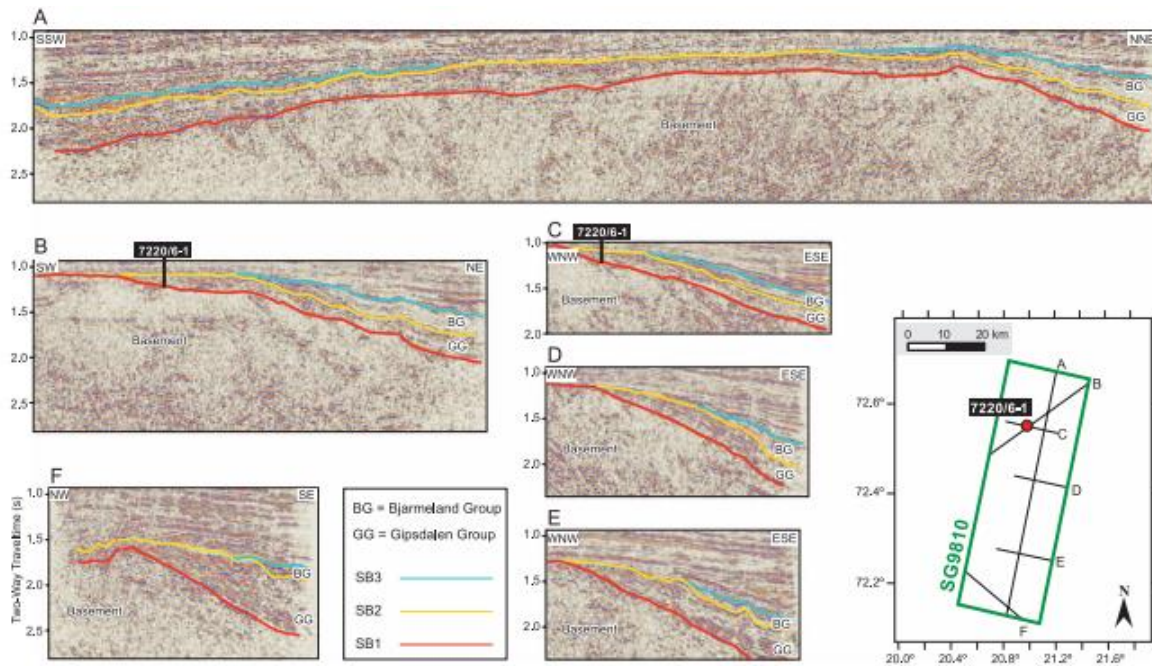 A
1.0
SSW
NNE
1.5
BG
2.0
Basement
GG
2.5
B
7220/6-1
1.0
SW
NE
1.5
BG
Basement
GG
2.0
2.5
C
7220/6-1
1.0
WNW
ESE
1.5
Basement
BG
GG
2.0
D
1.0
WNW
ESE
1.5
Basement
BG
2.0
GG
E
1.0
WNW
ESE
1.5
BG
2.0
Basement
GG
F
Two-Way Traveltime (s)
1.0
NW
SE
1.5
BG
2.0
Basement
GG
2.5
BG = Bjarmeland Group
GG = Gipsdalen Group
SB3
SB2
SB1
0 10 20 km
A
B
72.6°
7220/6-1
C
72.4°
D
E
SG9810
72.2°
N
F
20.0° 20.4° 20.8° 21.2° 21.6°